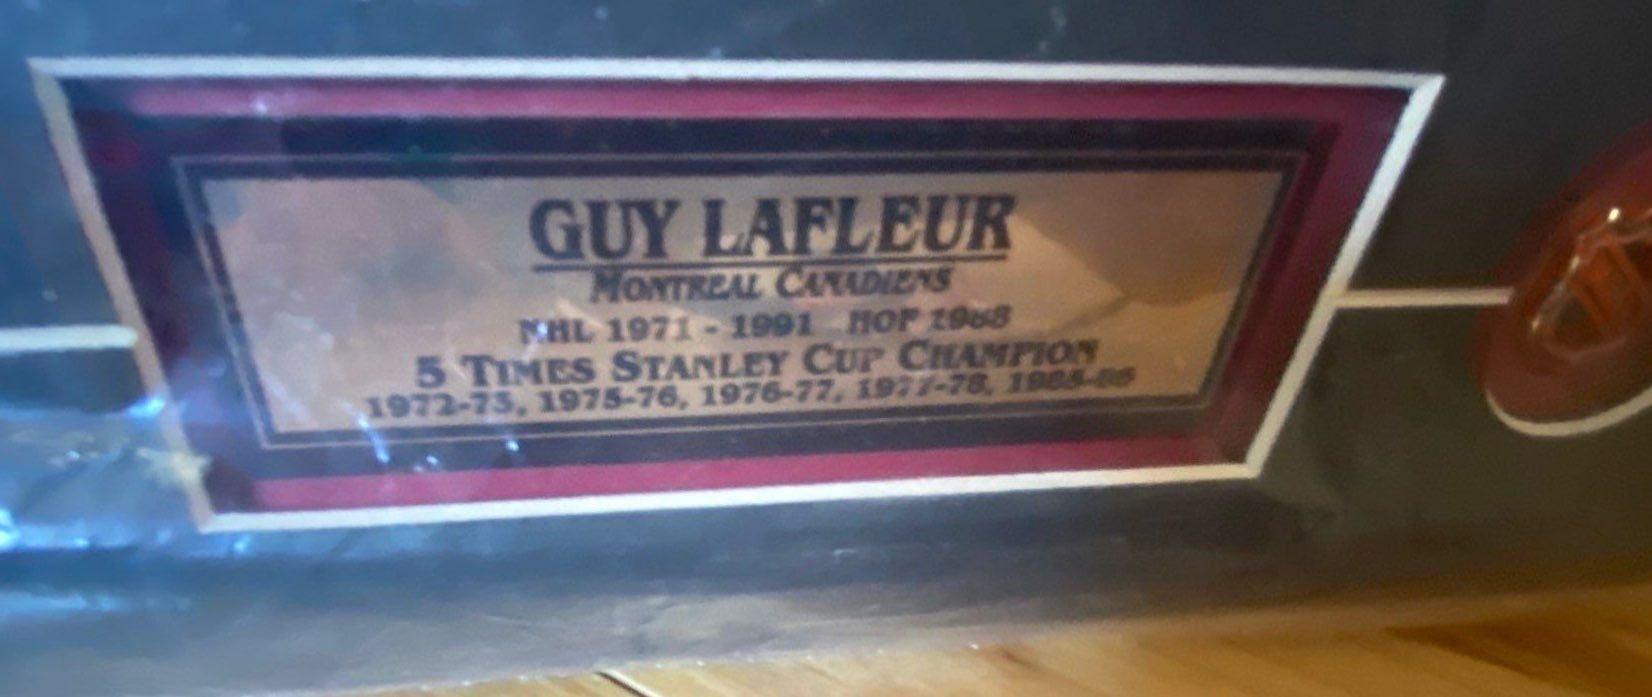 GUY LAFLEUR
MONTREAL CANADIENS
NHL 1971 - 1991 HOF 1988
5 TIMES STANLEY CUP CHAMPION
1972-73, 1975-76, 1976-77, 1977-78, 1985-86